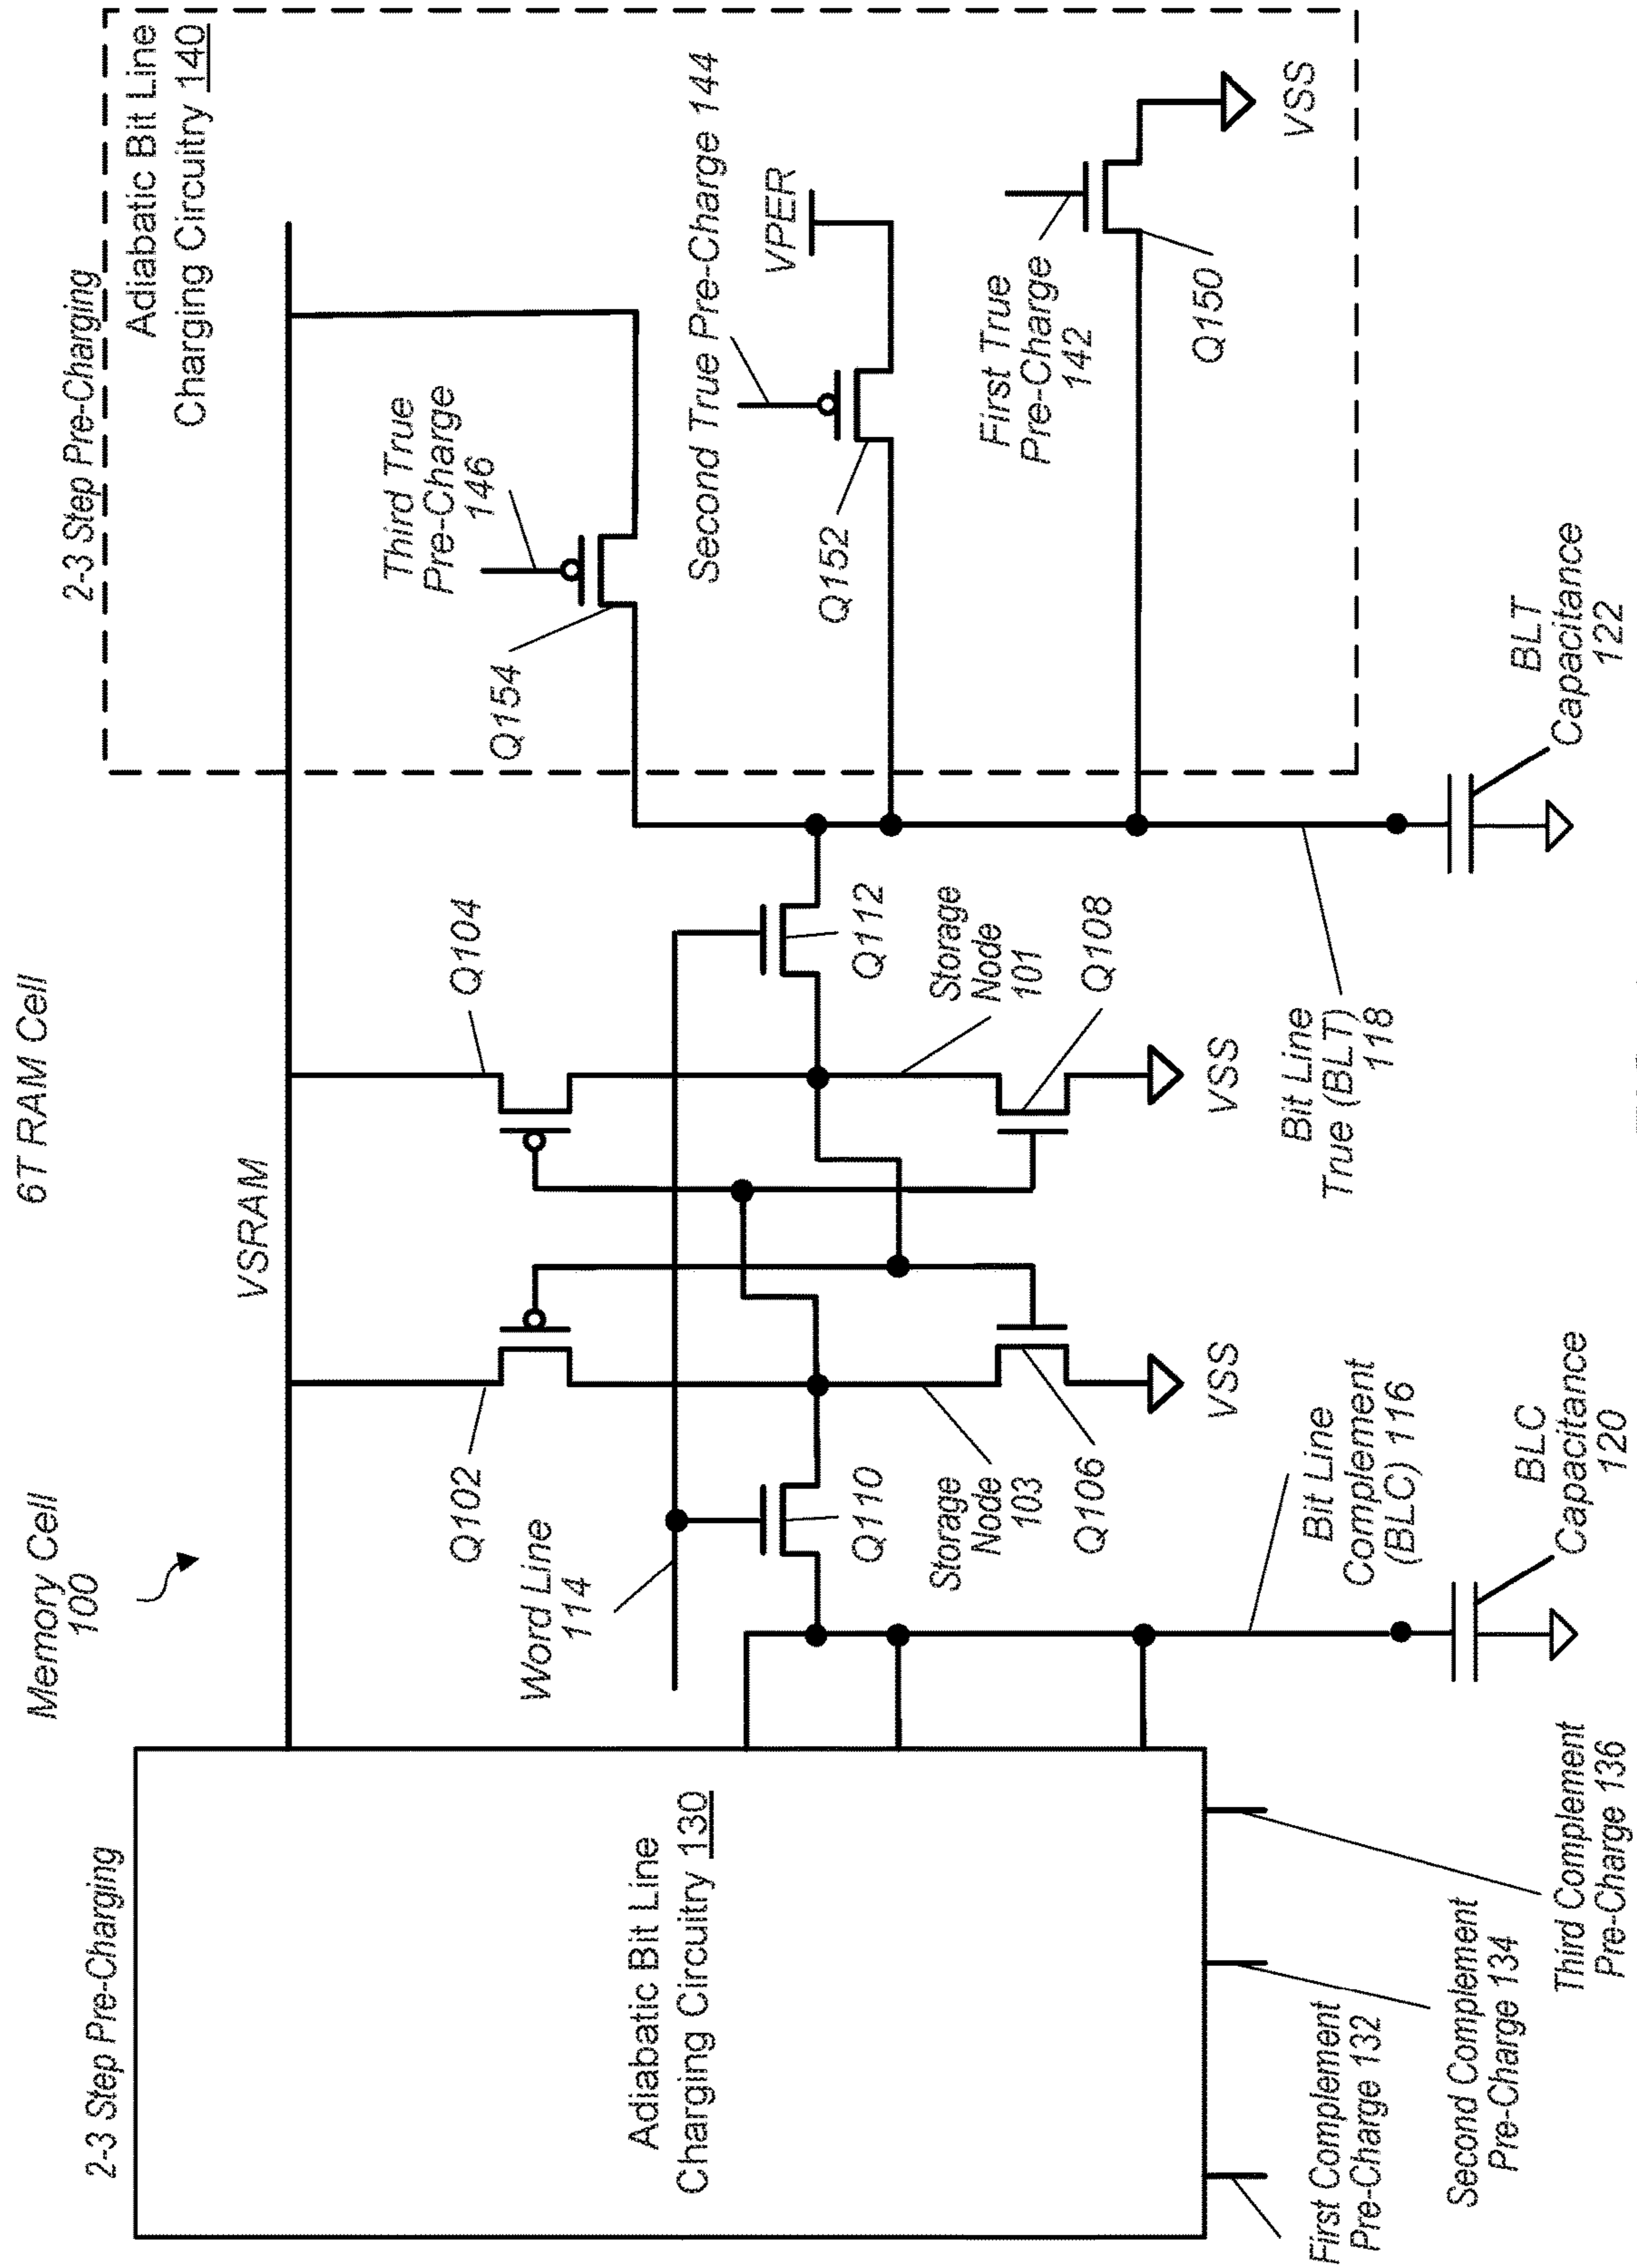 6T RAM Cell
Memory Cell
100
2-3 Step Pre-Charging
2-3 Step Pre-Charging
Adiabatic Bit Line
Charging Circuitry 140
VSRAM
Third True
Pre-Charge
146
Q154
Second True Pre-Charge 144
VPER
Q152
First True
Pre-Charge
142
Q150
VSS
Q102
Q104
Word Line
114
Q110
Q112
Storage
Node
103
Storage
Node
101
Q106
Q108
VSS
VSS
Adiabatic Bit Line
Charging Circuitry 130
Bit Line
Complement
(BLC) 116
Bit Line
True (BLT)
118
BLC
Capacitance
120
BLT
Capacitance
122
First Complement
Pre-Charge 132
Second Complement
Pre-Charge 134
Third Complement
Pre-Charge 136